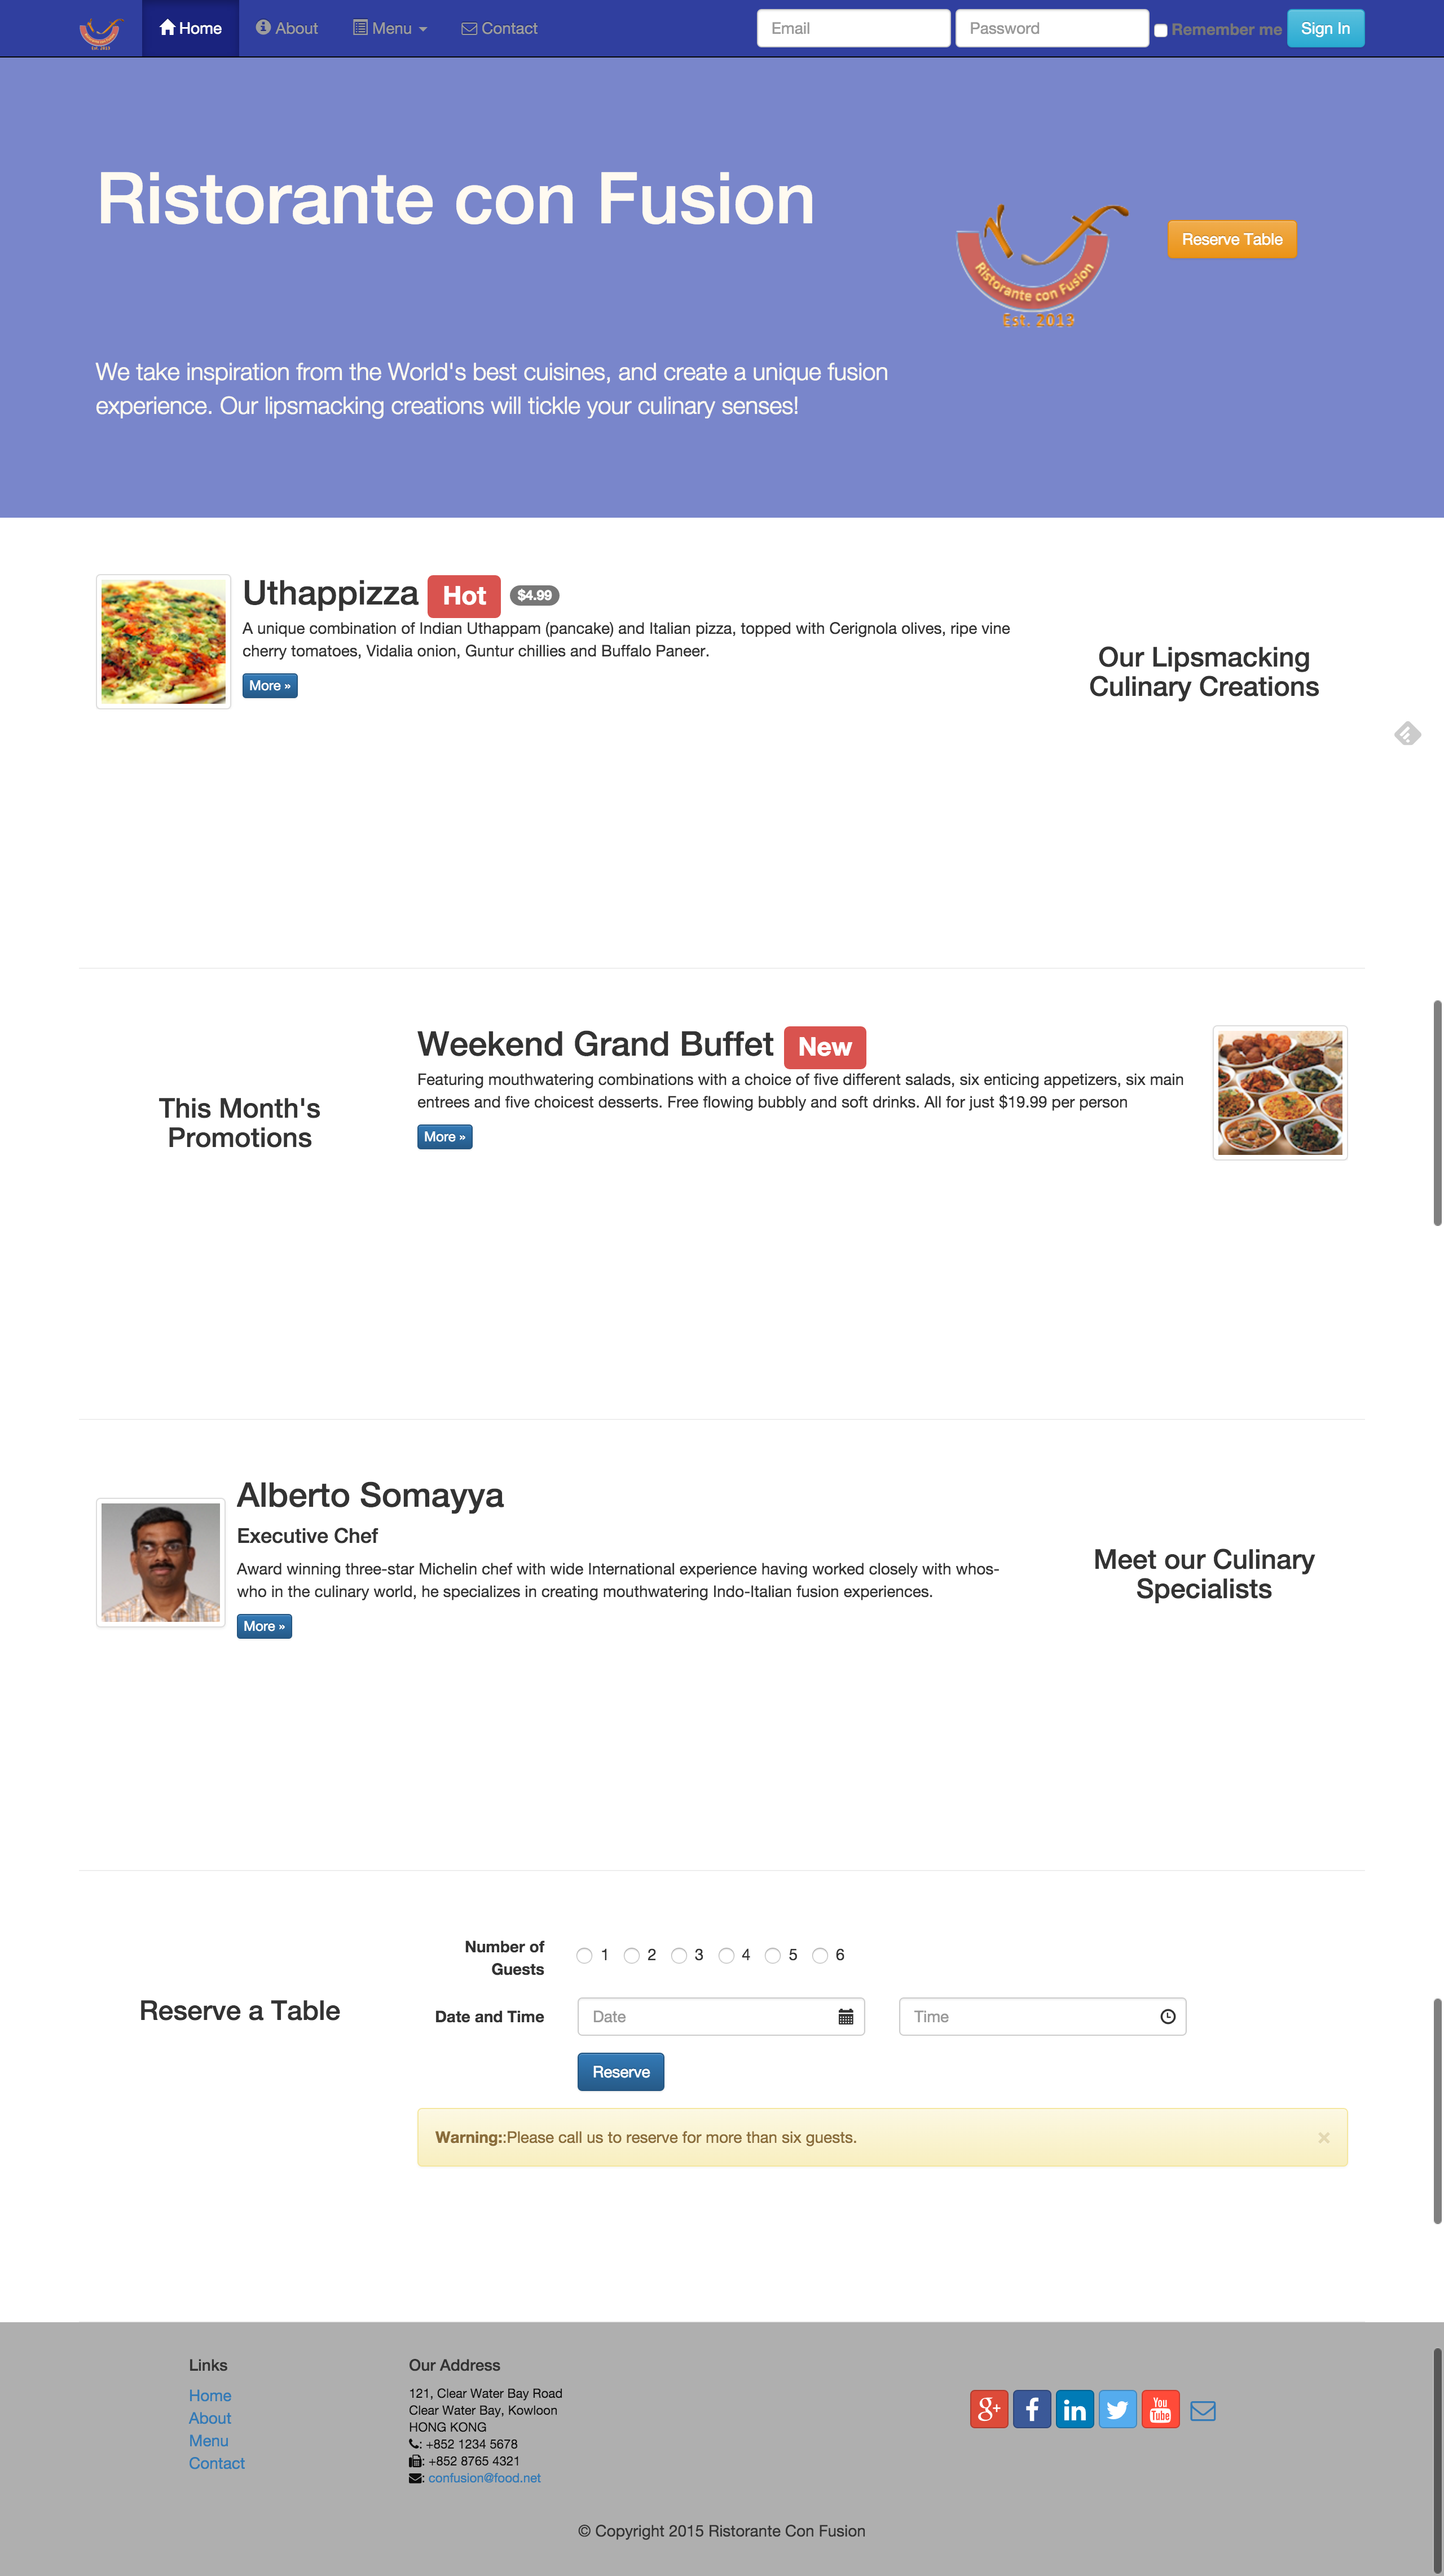 Home
About
Menu
Contact
Email
Password
Remember me
Sign In
Ristorante con Fusion
Ristorante con Fusion
Est. 2013
Reserve Table
We take inspiration from the World's best cuisines, and create a unique fusion
experience. Our lipsmacking creations will tickle your culinary senses!
Uthappizza Hot $4.99
A unique combination of Indian Uthappam (pancake) and Italian pizza, topped with Cerignola olives, ripe vine
cherry tomatoes, Vidalia onion, Guntur chillies and Buffalo Paneer.
More »
Our Lipsmacking
Culinary Creations
This Month's
Promotions
Weekend Grand Buffet New
Featuring mouthwatering combinations with a choice of five different salads, six enticing appetizers, six main
entrees and five choicest desserts. Free flowing bubbly and soft drinks. All for just $19.99 per person
More »
Alberto Somayya
Executive Chef
Award winning three-star Michelin chef with wide International experience having worked closely with whos-
who in the culinary world, he specializes in creating mouthwatering Indo-Italian fusion experiences.
More »
Meet our Culinary
Specialists
Reserve a Table
Number of
Guests
1 2 3 4 5 6
Date and Time
Date
Time
Reserve
Warning::Please call us to reserve for more than six guests. ×
Links
Home
About
Menu
Contact
Our Address
121, Clear Water Bay Road
Clear Water Bay, Kowloon
HONG KONG
: +852 1234 5678
: +852 8765 4321
: confusion@food.net
g+ f in You Tube
© Copyright 2015 Ristorante Con Fusion